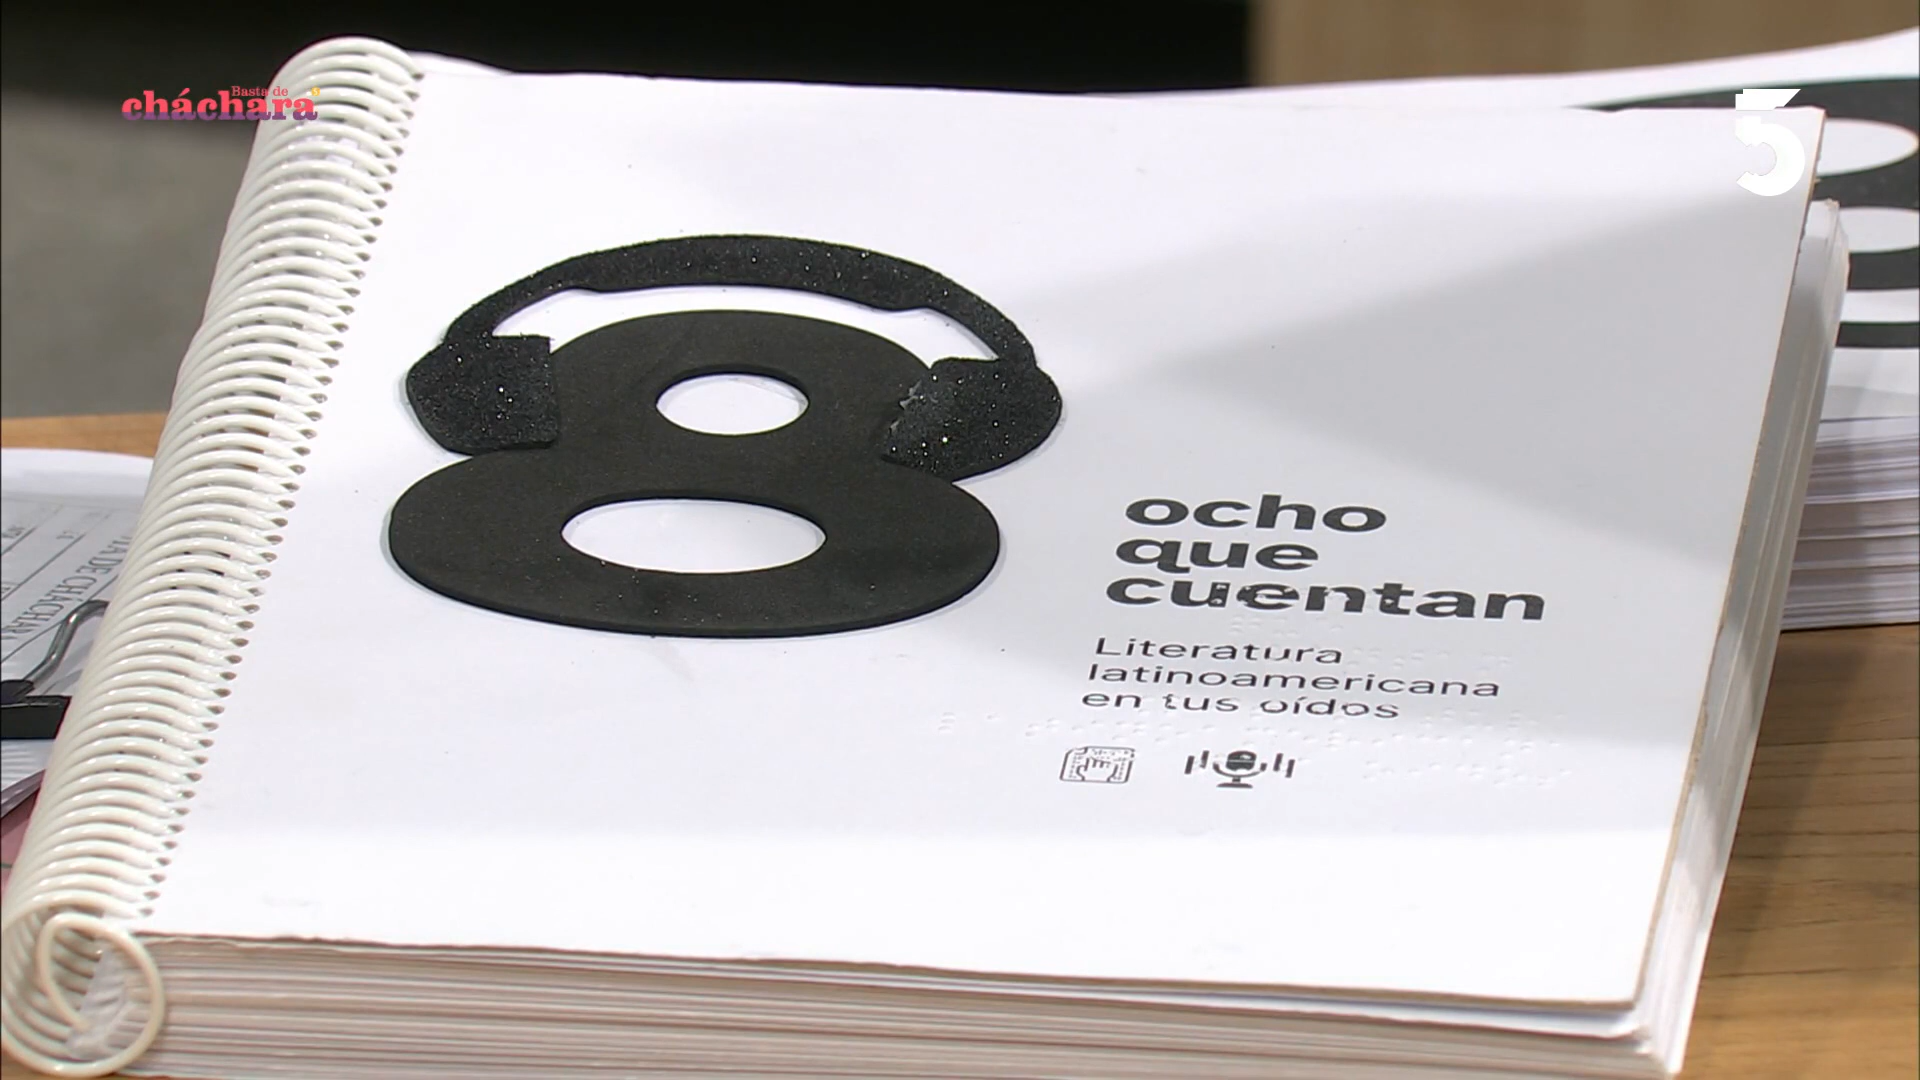 Basta de
cháchara
5
8
ocho
que
cuentan
Literatura
latinoamericana
en tus oídos